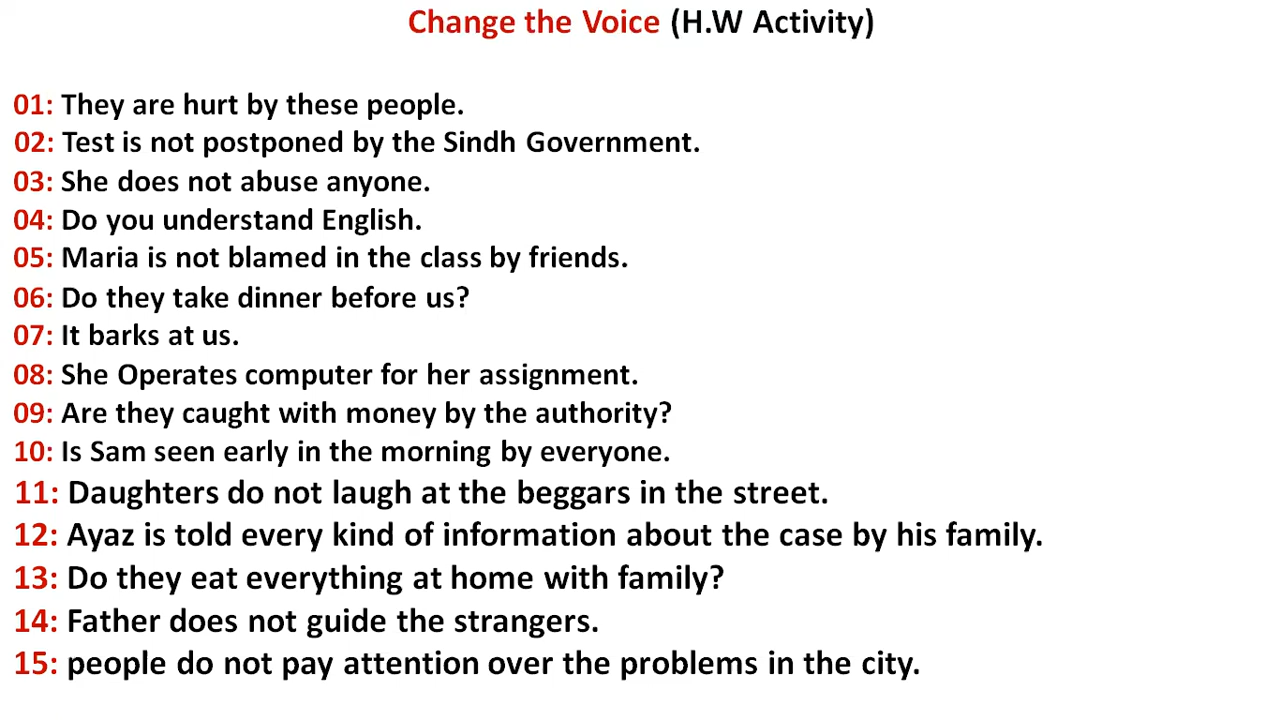 Change the Voice (H.W Activity)
01: They are hurt by these people.
02: Test is not postponed by the Sindh Government.
03: She does not abuse anyone.
04: Do you understand English.
05: Maria is not blamed in the class by friends.
06: Do they take dinner before us?
07: It barks at us.
08: She Operates computer for her assignment.
09: Are they caught with money by the authority?
10: Is Sam seen early in the morning by everyone.
11: Daughters do not laugh at the beggars in the street.
12: Ayaz is told every kind of information about the case by his family.
13: Do they eat everything at home with family?
14: Father does not guide the strangers.
15: people do not pay attention over the problems in the city.